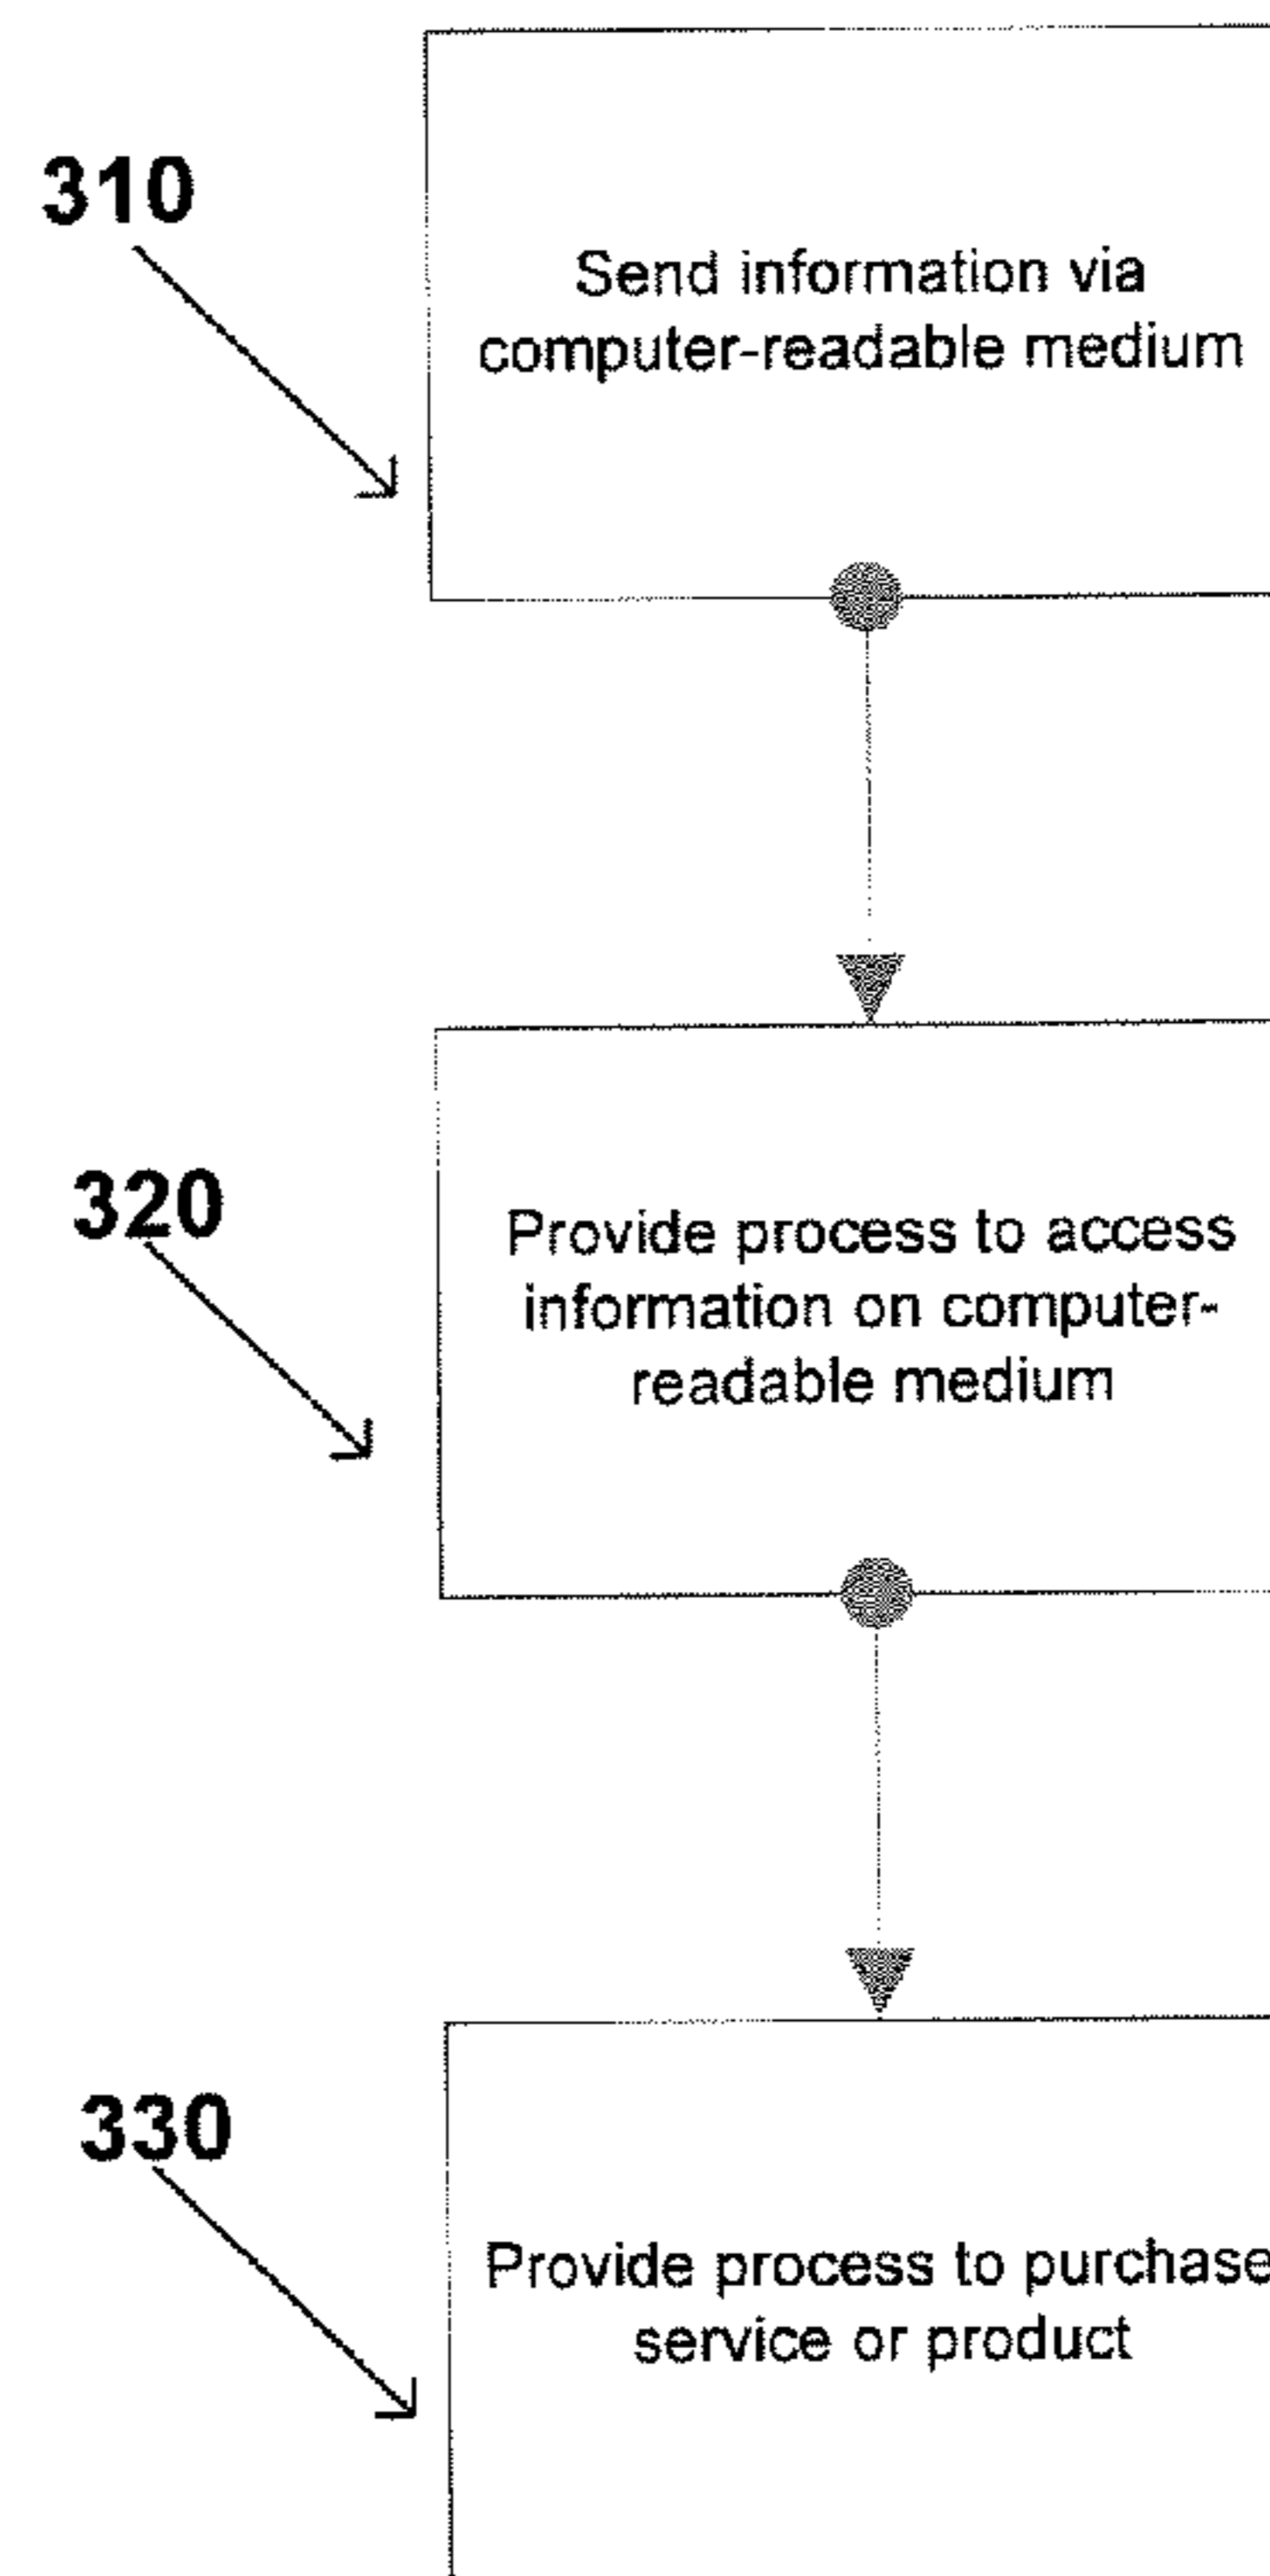 310
Send information via
computer-readable medium
320
Provide process to access
information on computer-
readable medium
330
Provide process to purchase
service or product